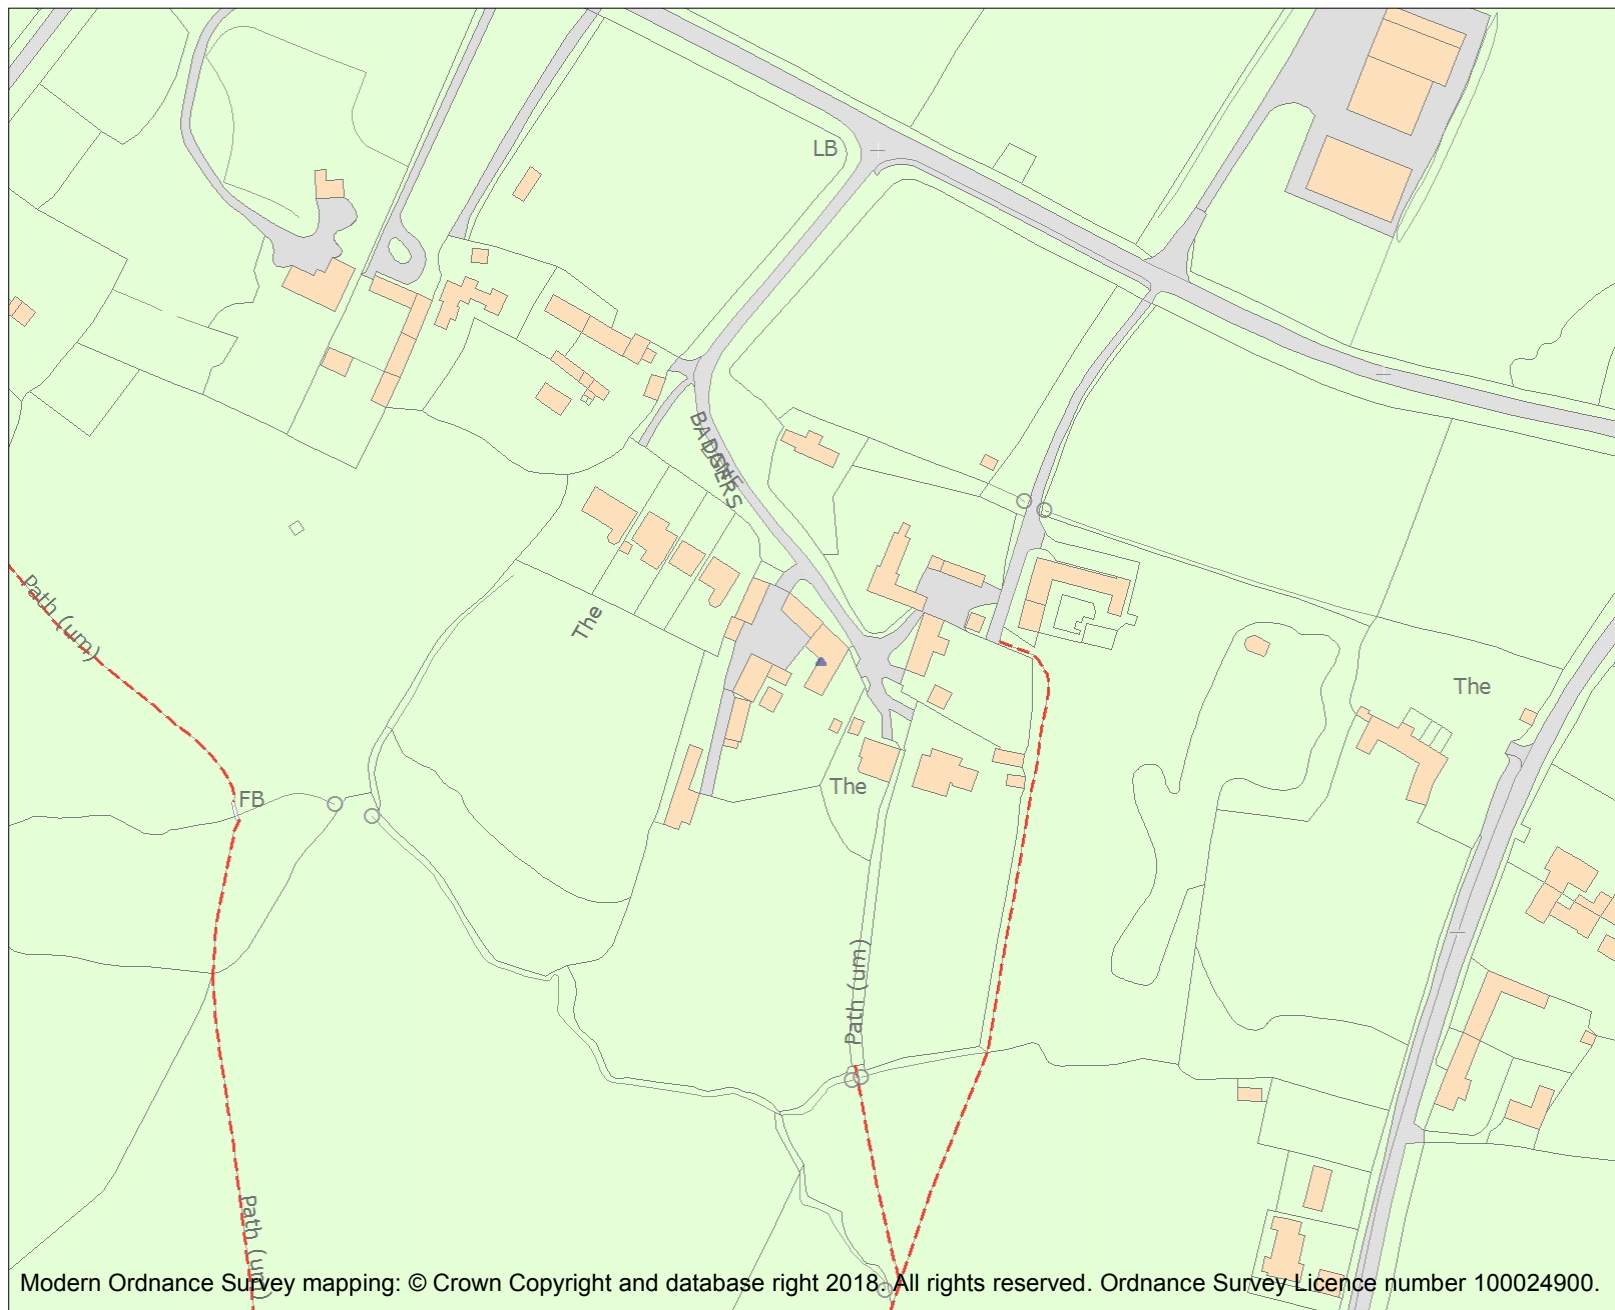 LB
BADGERS
LANE
Path (um)
The
The
FB
The
Path (um)
Path (um)
Modern Ordnance Survey mapping: © Crown Copyright and database right 2018. All rights reserved. Ordnance Survey Licence number 100024900.